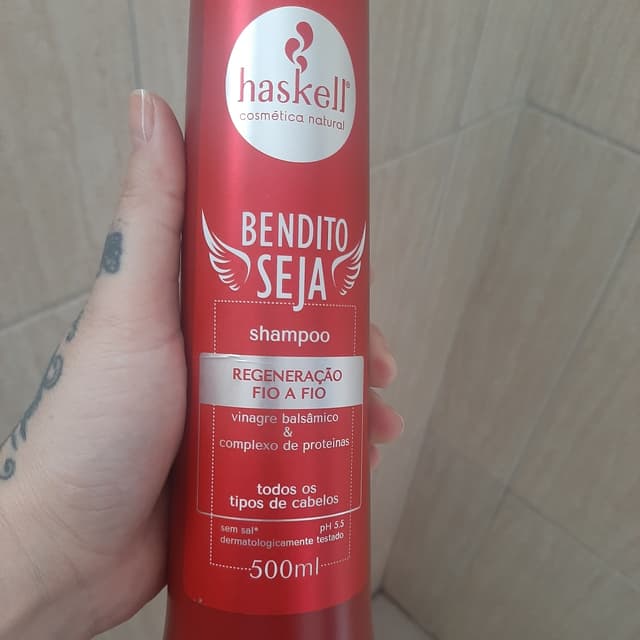 haskell®
cosmética natural
BENDITO
SEJA
shampoo
REGENERAÇÃO
FIO A FIO
vinagre balsâmico
&
complexo de proteínas
todos os
tipos de cabelos
sem sal* pH 5.5
dermatologicamente testado
500ml